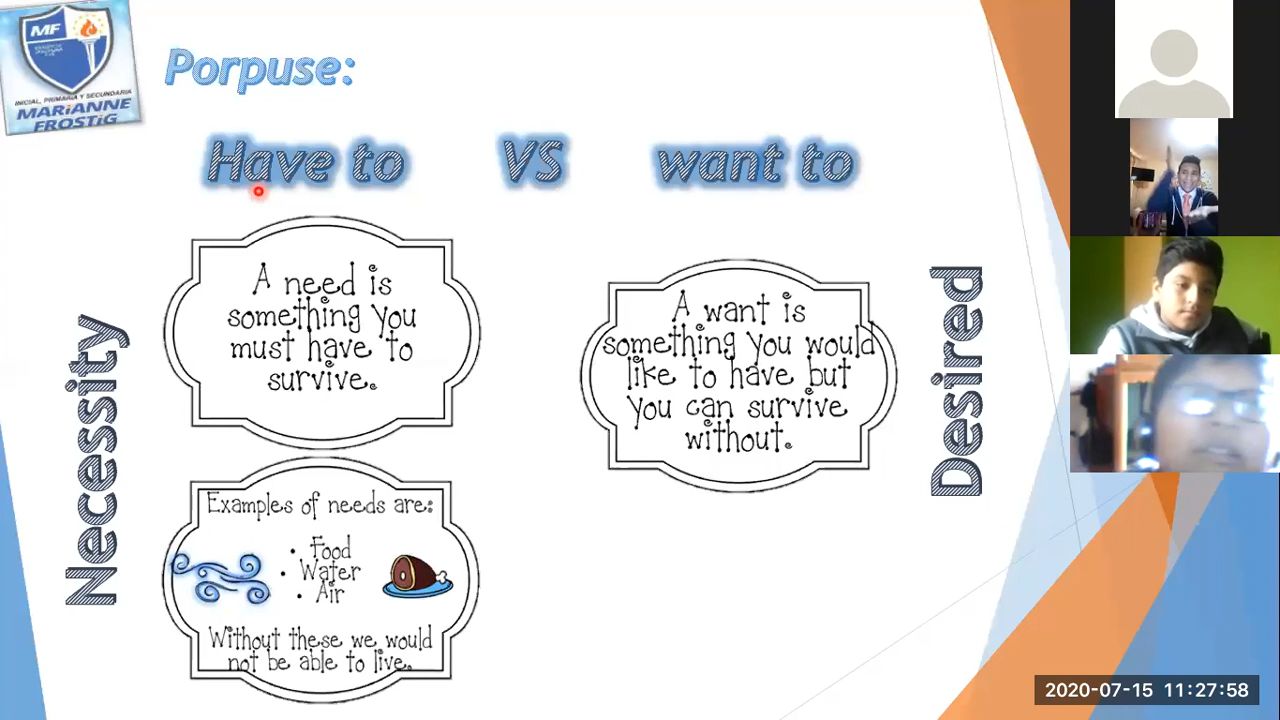 MF
INICIAL, PRIMARIA Y SECUNDARIA
MARIANNE
FROSTIG
Porpuse:
Have to VS want to
Necessity
A need is
something you
must have to
survive.
Examples of needs are:
• Food
• Water
• Air
Without these we would
not be able to live.
A want is
something you would
like to have but
you can survive
without.
Desired
2020-07-15 11:27:58